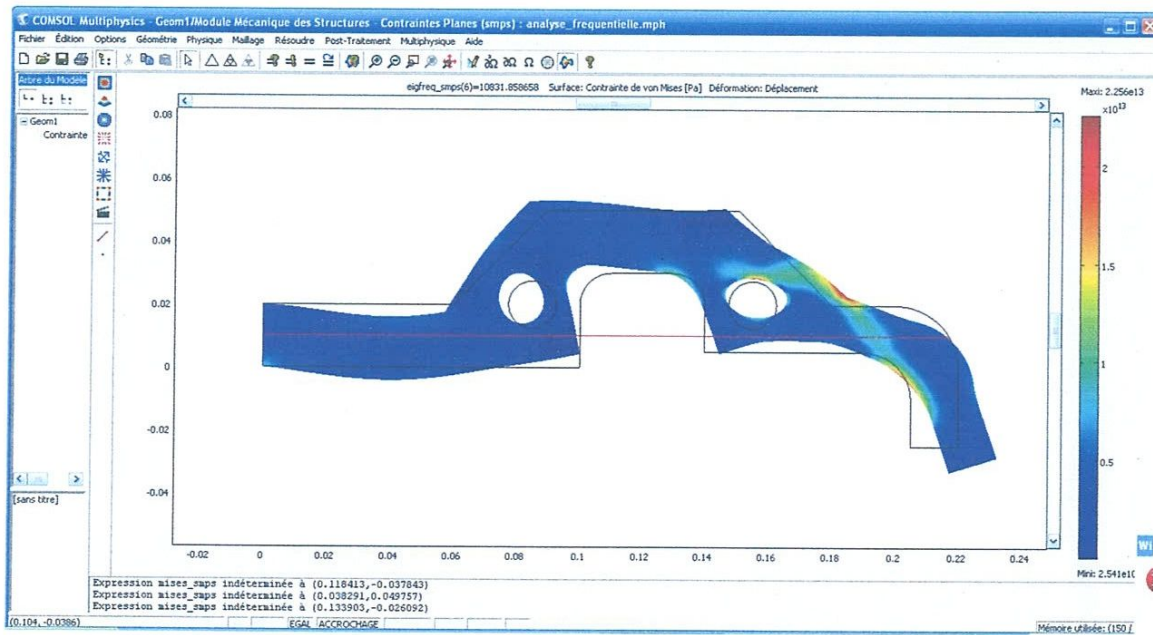 COMSOL Multiphysics - Geom1/Module Mécanique des Structures - Contraintes Planes (smps) : analyse_frequentielle.mph
Fichier Édition Options Géométrie Physique Maillage Résoudre Post-Traitement Multiphysique Aide
Arbre du Modèle
Geom1
Contrainte
[sans titre]
eigfreq_smps(6)=10831.858658 Surface: Contrainte de von Mises [Pa] Déformation: Déplacement
Maxi: 2.256e13
×10¹³
2
1.5
1
0.5
Mini: 2.541e1
0.08
0.06
0.04
0.02
0
-0.02
-0.04
-0.02 0 0.02 0.04 0.06 0.08 0.1 0.12 0.14 0.16 0.18 0.2 0.22 0.24
Wi
Expression mises_smps indéterminée à (0.118413,-0.037843)
Expression mises_smps indéterminée à (0.038291,0.049757)
Expression mises_smps indéterminée à (0.133903,-0.026092)
(0.104, -0.0386) EGAL ACCROCHAGE Mémoire utilisée: (150 /